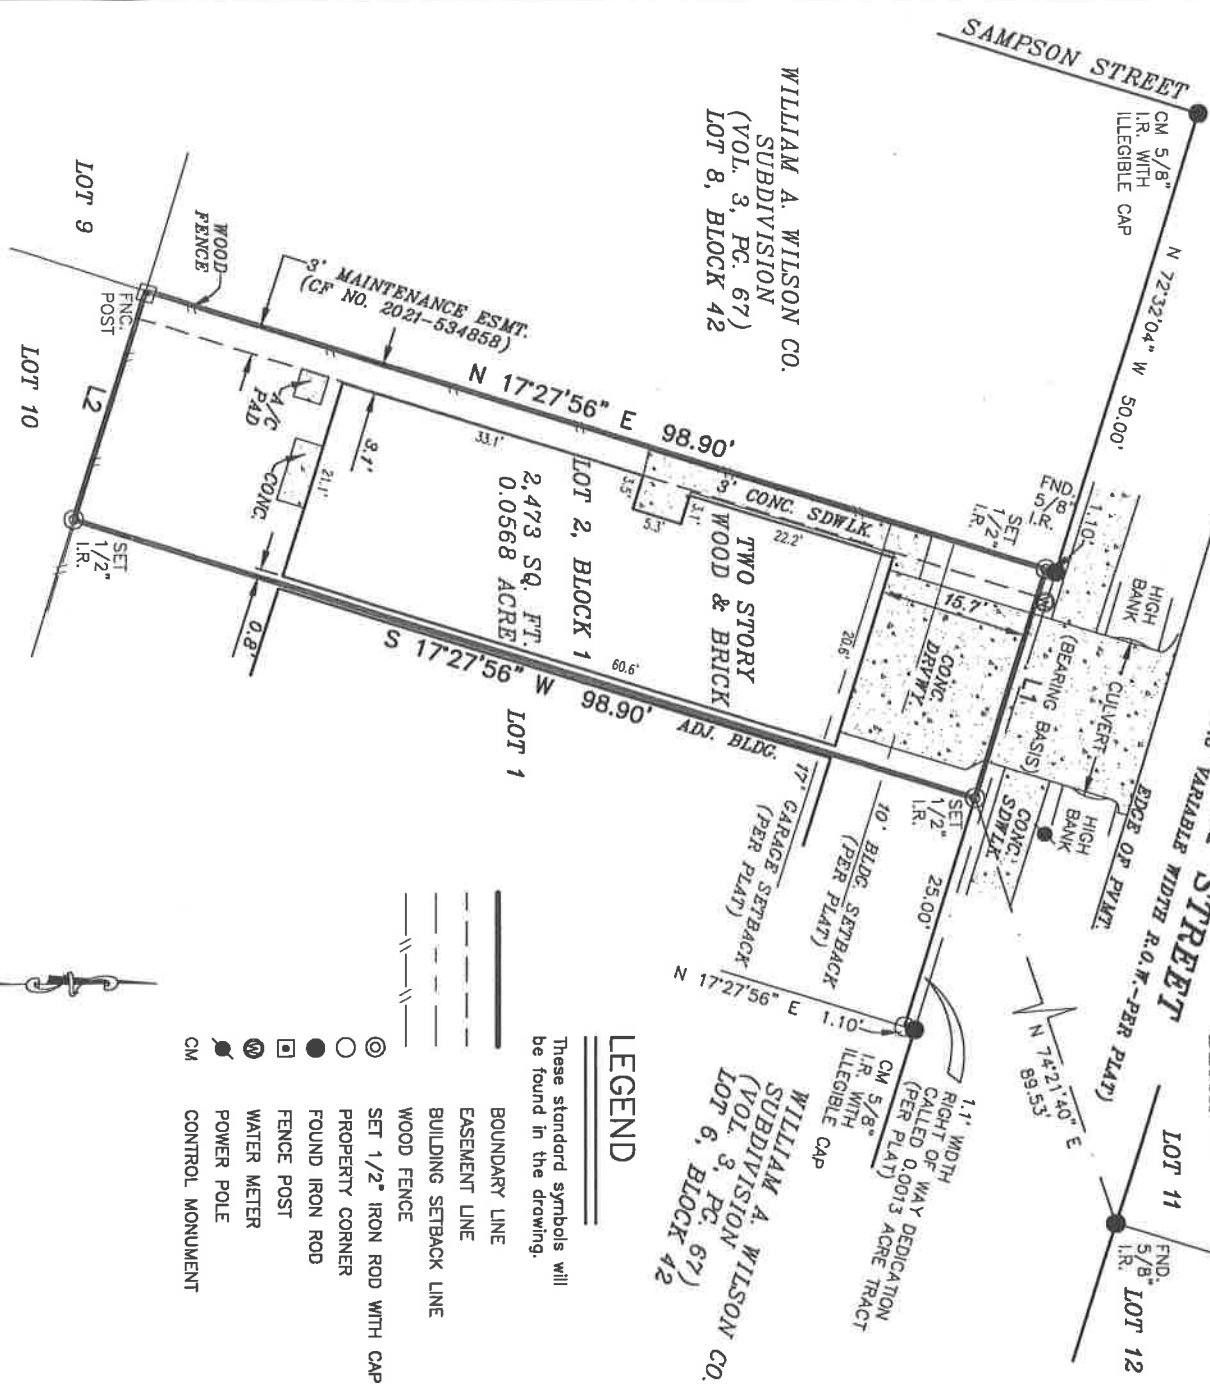 SAMPSON STREET
CM 5/8"
I.R. WITH
ILLEGIBLE CAP
N 72°32'04" W 50.00'
WILLIAM A. WILSON CO.
SUBDIVISION
(VOL. 3, PG. 67)
LOT 8, BLOCK 42
FND.
5/8"
I.R.
1.10'
SET
1/2"
I.R.
HIGH
BANK
CULVERT
HIGH
BANK
L1
(BEARING BASIS)
CONC.
SDWLK
EDGE OF PVMT.
STREET
VARIABLE WIDTH R.O.W.-PER PLAT)
LOT 11
LOT 12
FND.
5/8"
I.R.
N 74°21'40" E
89.53'
SET
1/2"
I.R.
25.00'
1.1' WIDTH
RIGHT OF WAY DEDICATION
CALLED 0.0013 ACRE TRACT
(PER PLAT)
N 17°27'56" E 1.10'
CM 5/8"
I.R. WITH
ILLEGIBLE CAP
WILLIAM A. WILSON CO.
SUBDIVISION
(VOL. 3, PG. 67)
LOT 6, BLOCK 42
10' BLDG. SETBACK
(PER PLAT)
17' GARAGE SETBACK
(PER PLAT)
15.7'
CONC.
DRVWY.
20.6'
3' CONC. SDWLK.
22.2'
3.1'
5.3'
3.5'
TWO STORY
WOOD & BRICK
LOT 2, BLOCK 1
2,473 SQ. FT.
0.0568 ACRE
60.6'
33.1'
21.1'
3.1'
N 17°27'56" E 98.90'
S 17°27'56" W 98.90'
ADJ. BLDG.
LOT 1
0.8'
3' MAINTENANCE ESMT.
(CF NO. 2021-534858)
WOOD
FENCE
A/C
PAD
CONC.
FNC.
POST
L2
SET
1/2"
I.R.
LOT 9
LOT 10
LEGEND
These standard symbols will
be found in the drawing.
BOUNDARY LINE
EASEMENT LINE
BUILDING SETBACK LINE
WOOD FENCE
SET 1/2" IRON ROD WITH CAP
PROPERTY CORNER
FOUND IRON ROD
FENCE POST
W WATER METER
POWER POLE
CM CONTROL MONUMENT